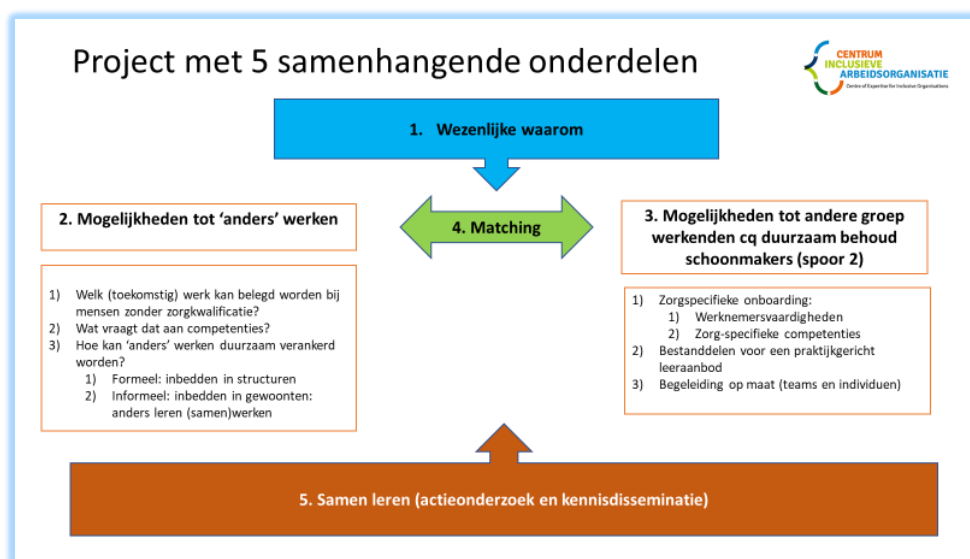 Project met 5 samenhangende onderdelen
CENTRUM
INCLUSIEVE
ARBEIDSORGANISATIE
Centre of Expertise for Inclusive Organisations
1. Wezenlijke waarom
2. Mogelijkheden tot ‘anders’ werken
4. Matching
3. Mogelijkheden tot andere groep
werkenden cq duurzaam behoud
schoonmakers (spoor 2)
1) Welk (toekomstig) werk kan belegd worden bij
mensen zonder zorgkwalificatie?
2) Wat vraagt dat aan competenties?
3) Hoe kan ‘anders’ werken duurzaam verankerd
worden?
1) Formeel: inbedden in structuren
2) Informeel: inbedden in gewoonten:
anders leren (samen)werken
1) Zorgspecifieke onboarding:
1) Werknemersvaardigheden
2) Zorg-specifieke competenties
2) Bestanddelen voor een praktijkgericht
leeraanbod
3) Begeleiding op maat (teams en individuen)
5. Samen leren (actieonderzoek en kennisdisseminatie)